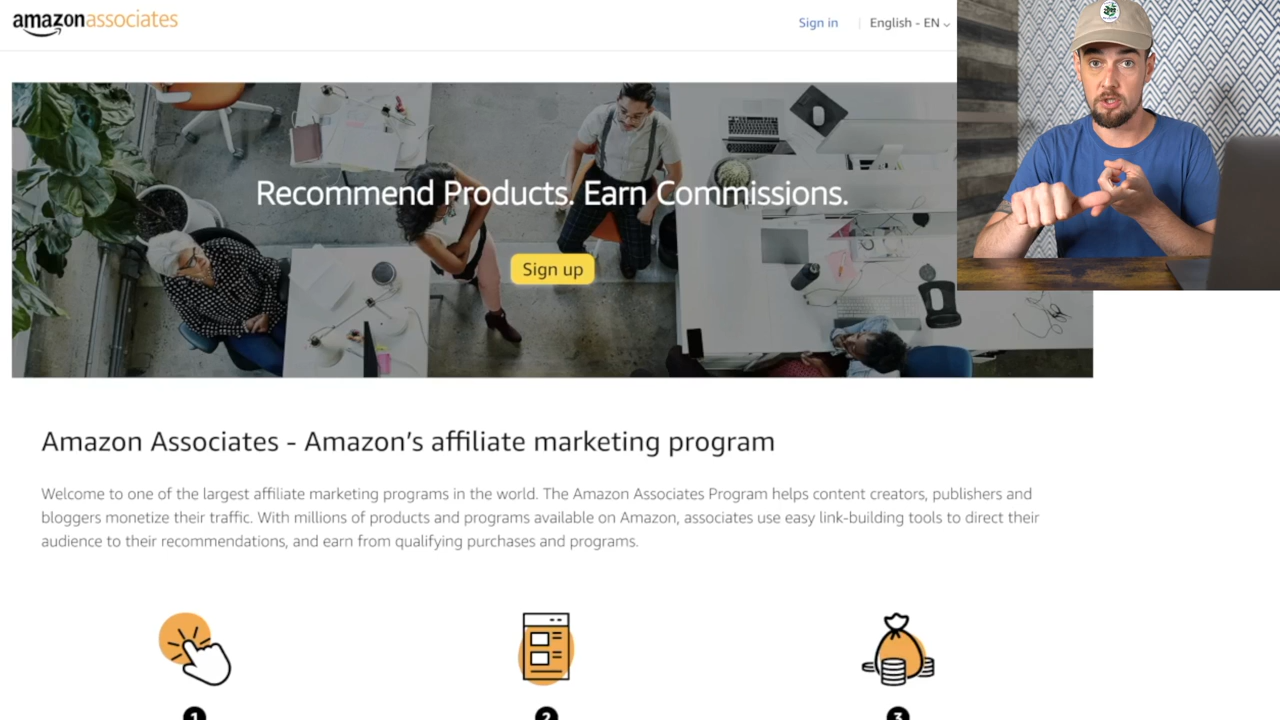 amazonassociates
Sign in
English - EN
Recommend Products. Earn Commissions.
Sign up
Amazon Associates - Amazon’s affiliate marketing program
Welcome to one of the largest affiliate marketing programs in the world. The Amazon Associates Program helps content creators, publishers and
bloggers monetize their traffic. With millions of products and programs available on Amazon, associates use easy link-building tools to direct their
audience to their recommendations, and earn from qualifying purchases and programs.
1
2
3